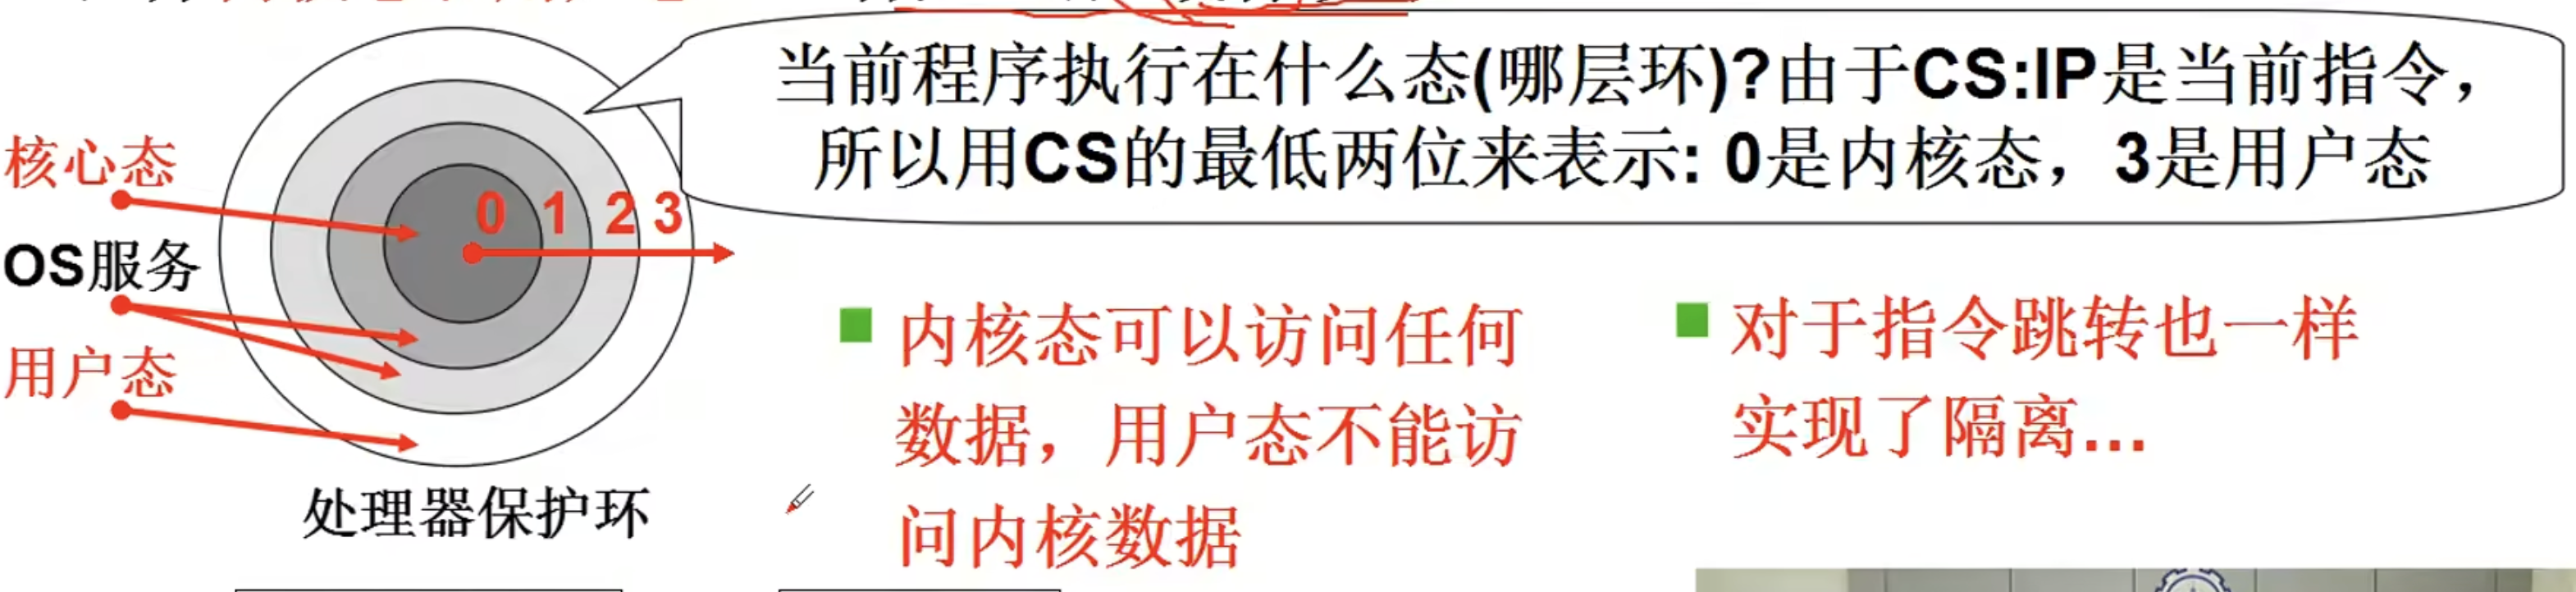 当前程序执行在什么态(哪层环)?由于CS:IP是当前指令，
所以用CS的最低两位来表示: 0是内核态，3是用户态
核心态
0 1 2 3
OS服务
用户态
处理器保护环
内核态可以访问任何
数据，用户态不能访
问内核数据
对于指令跳转也一样
实现了隔离...